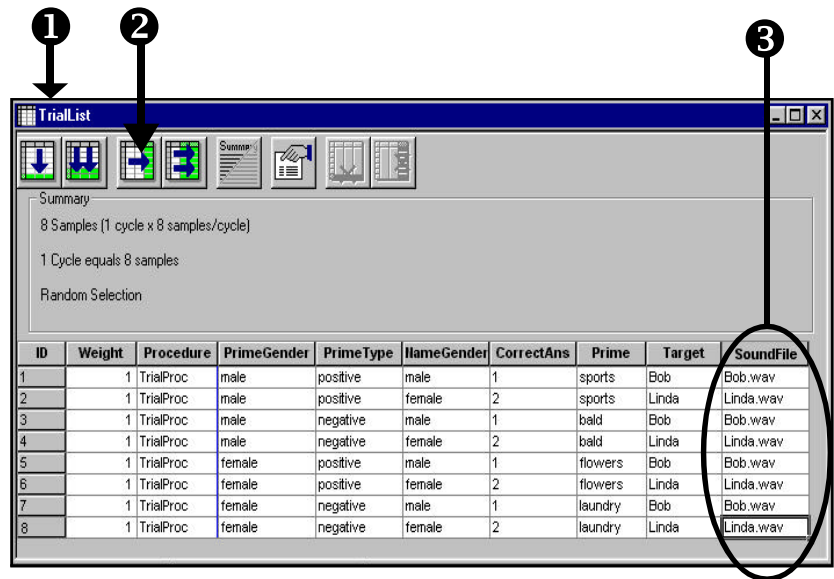 1 2 3
TrialList
Summary
Summary
8 Samples (1 cycle x 8 samples/cycle)
1 Cycle equals 8 samples
Random Selection
ID Weight Procedure PrimeGender PrimeType NameGender CorrectAns Prime Target SoundFile
1 1 TrialProc male positive male 1 sports Bob Bob.wav
2 1 TrialProc male positive female 2 sports Linda Linda.wav
3 1 TrialProc male negative male 1 bald Bob Bob.wav
4 1 TrialProc male negative female 2 bald Linda Linda.wav
5 1 TrialProc female positive male 1 flowers Bob Bob.wav
6 1 TrialProc female positive female 2 flowers Linda Linda.wav
7 1 TrialProc female negative male 1 laundry Bob Bob.wav
8 1 TrialProc female negative female 2 laundry Linda Linda.wav